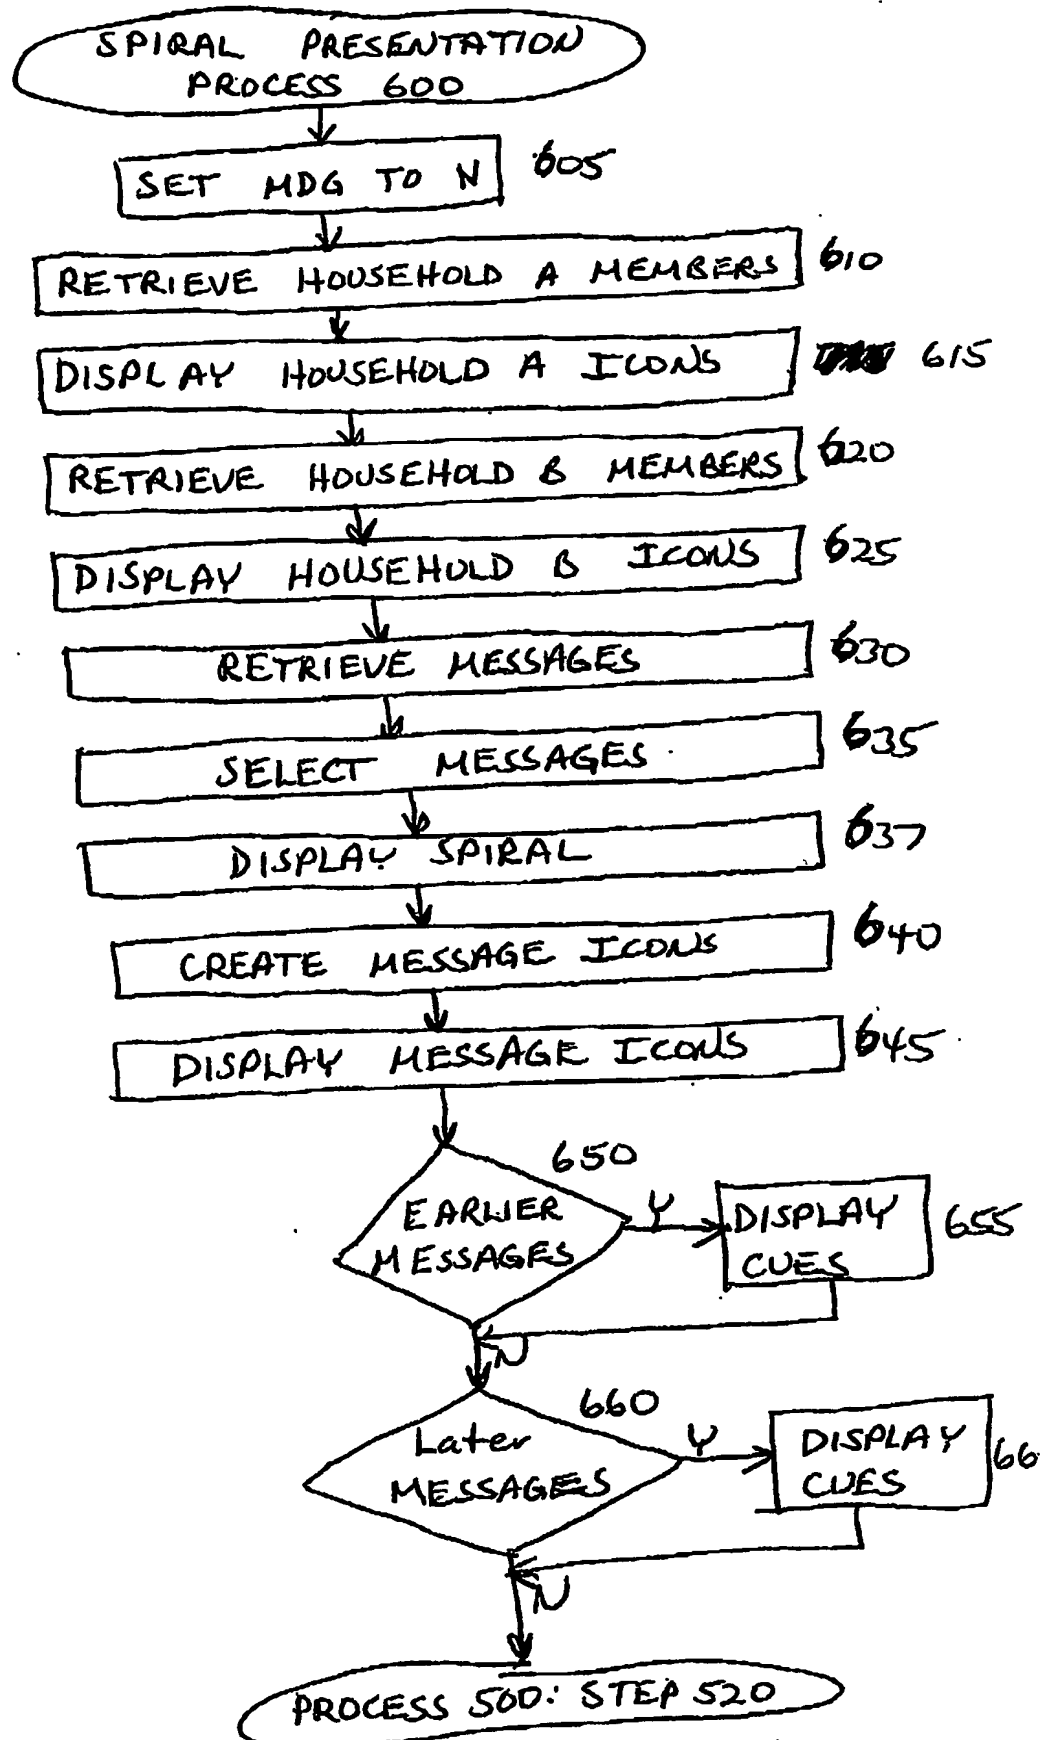 SPIRAL PRESENTATION
PROCESS 600
SET MDG TO N
605
RETRIEVE HOUSEHOLD A MEMBERS
610
DISPLAY HOUSEHOLD A ICONS
615
RETRIEVE HOUSEHOLD B MEMBERS
620
DISPLAY HOUSEHOLD B ICONS
625
RETRIEVE MESSAGES
630
SELECT MESSAGES
635
DISPLAY SPIRAL
637
CREATE MESSAGE ICONS
640
DISPLAY MESSAGE ICONS
645
650
EARLIER
MESSAGES
Y
DISPLAY
CUES
655
N
660
Later
MESSAGES
Y
DISPLAY
CUES
66
N
PROCESS 500: STEP 520